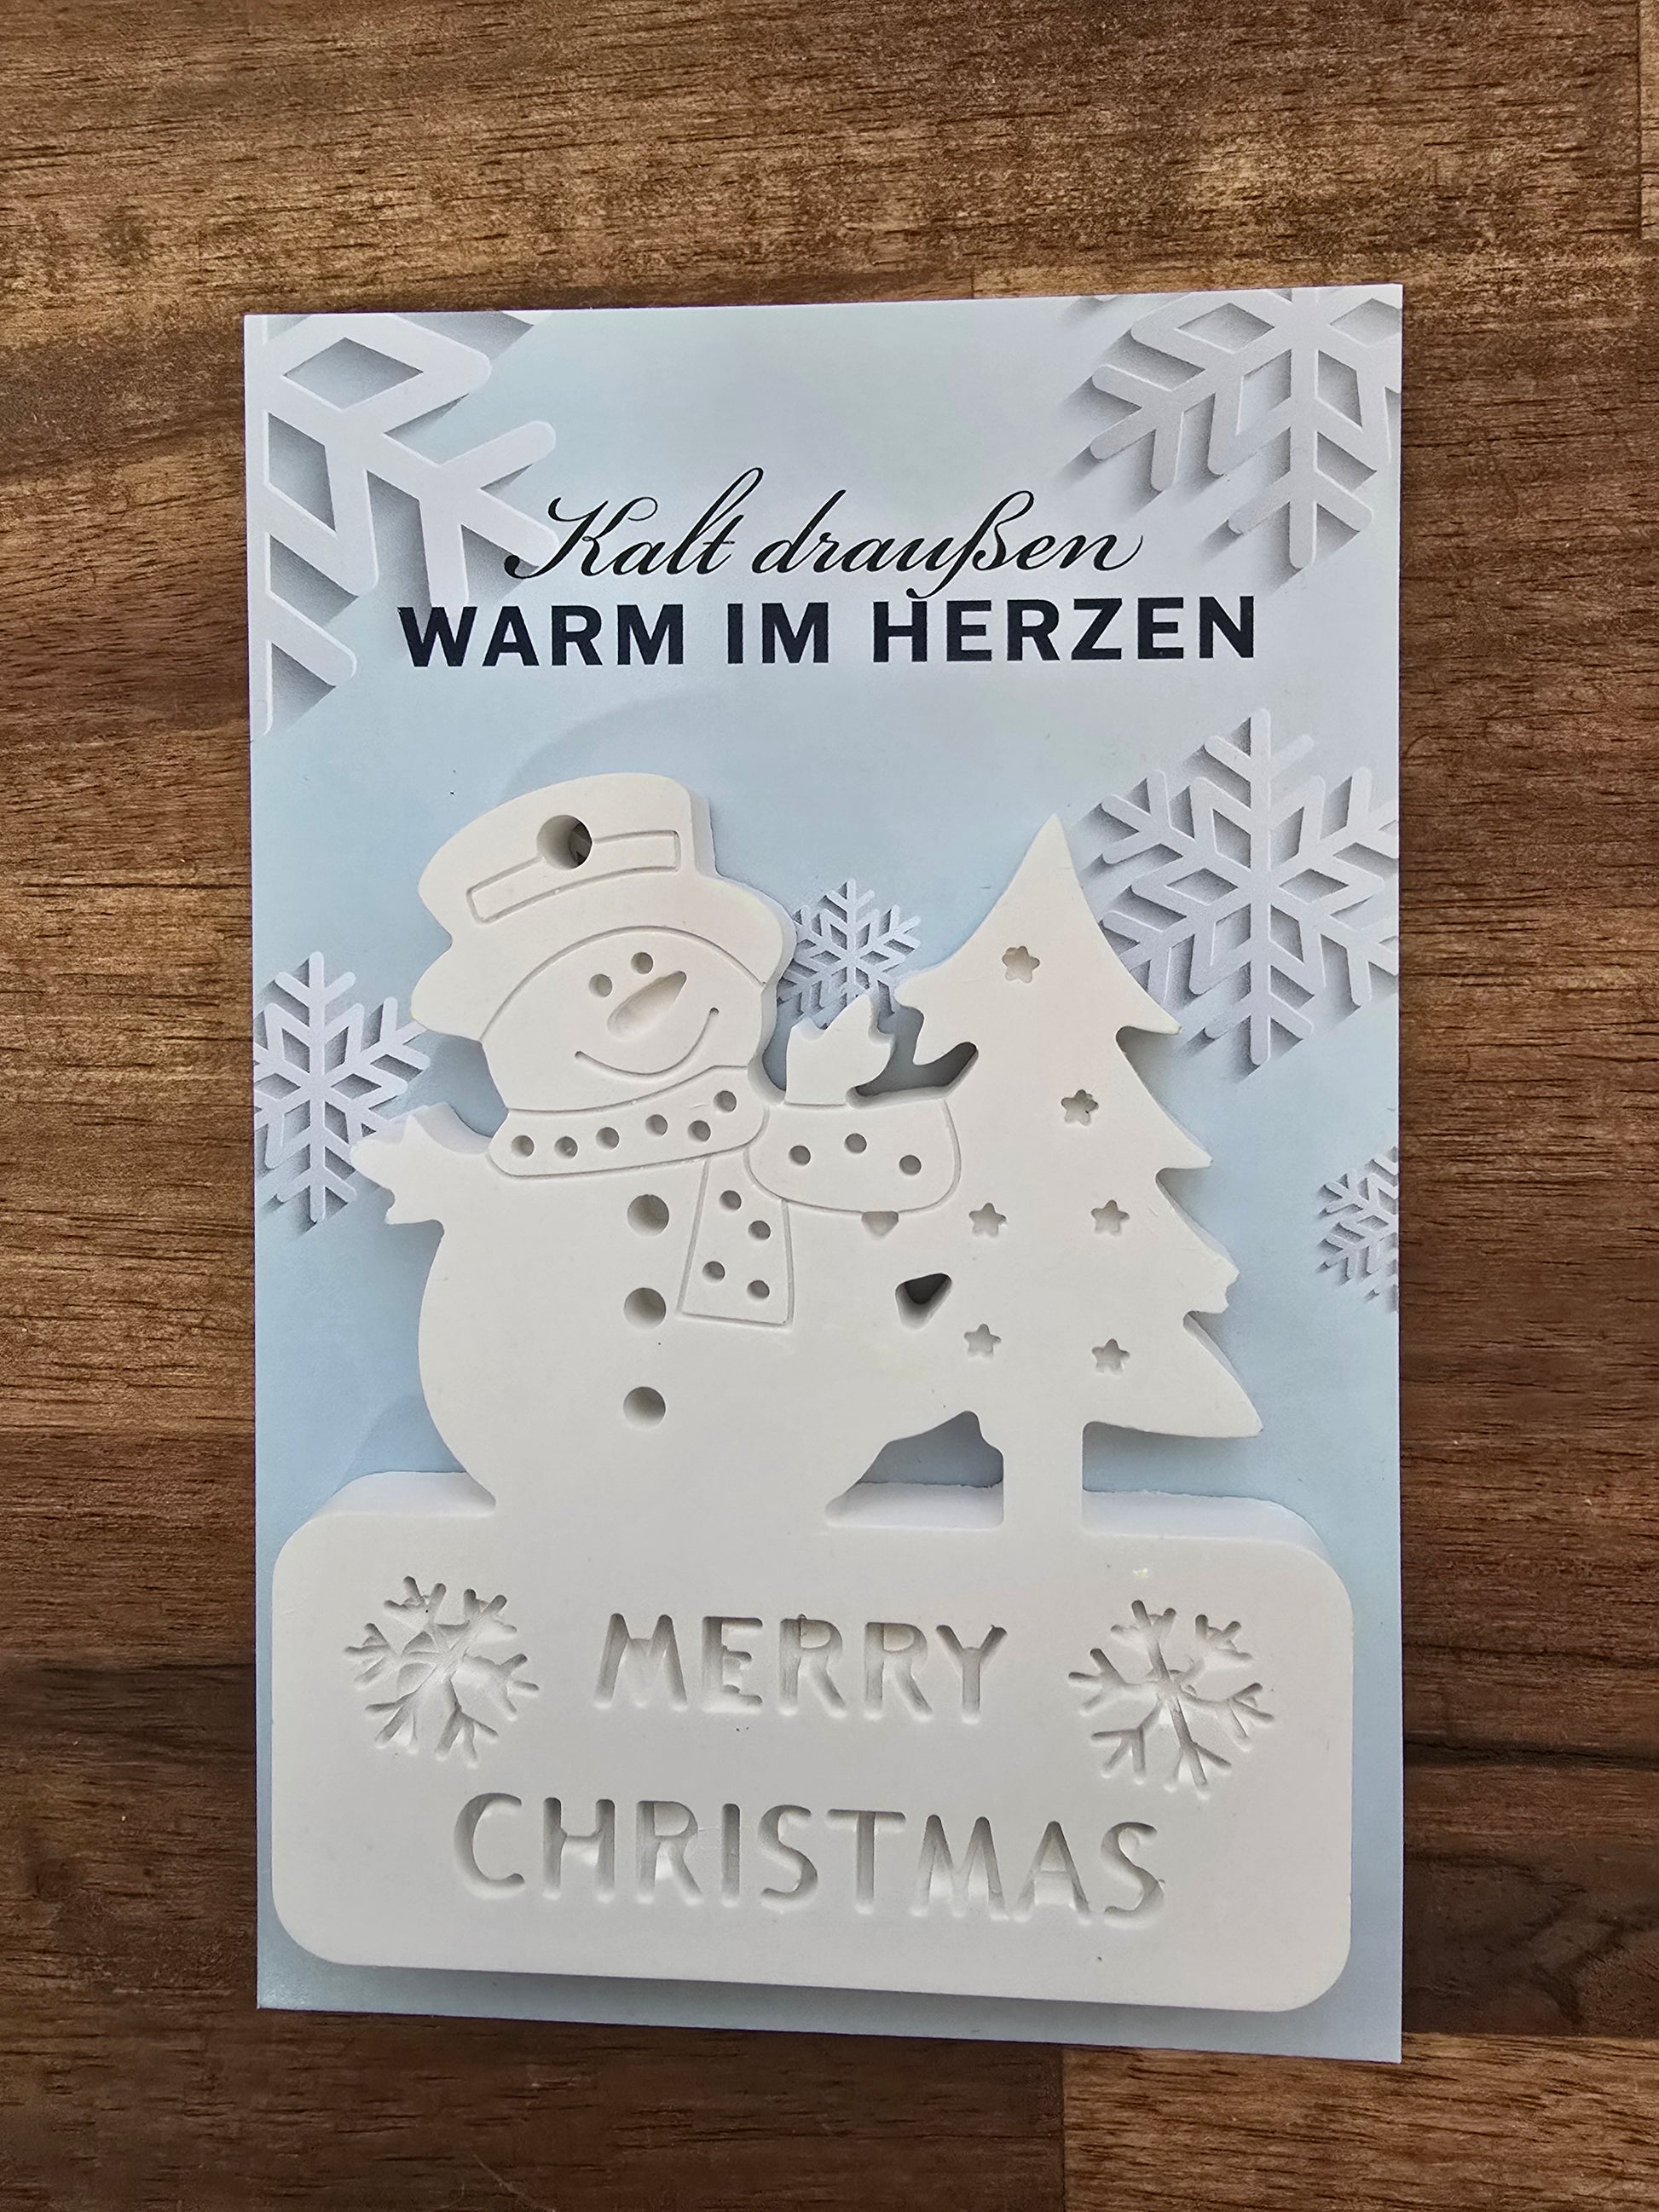 Kalt draußen
WARM IM HERZEN
MERRY
CHRISTMAS